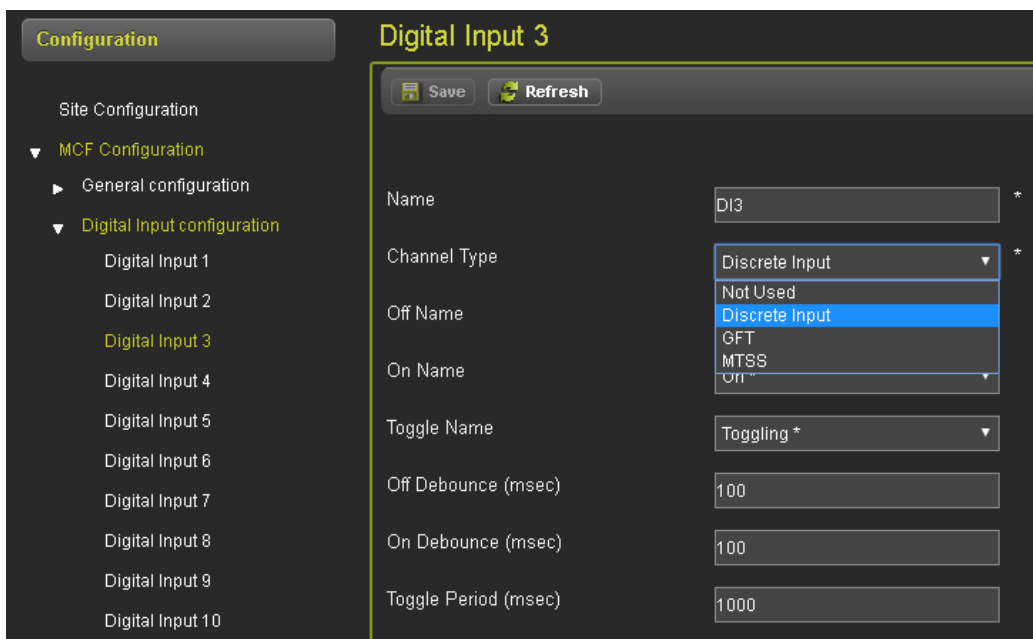 Configuration
Site Configuration
MCF Configuration
General configuration
Digital Input configuration
Digital Input 1
Digital Input 2
Digital Input 3
Digital Input 4
Digital Input 5
Digital Input 6
Digital Input 7
Digital Input 8
Digital Input 9
Digital Input 10
Digital Input 3
Save Refresh
Name DI3 *
Channel Type Discrete Input *
Not Used
Discrete Input
GFT
MTSS
Off Name
On Name On *
Toggle Name Toggling *
Off Debounce (msec) 100
On Debounce (msec) 100
Toggle Period (msec) 1000